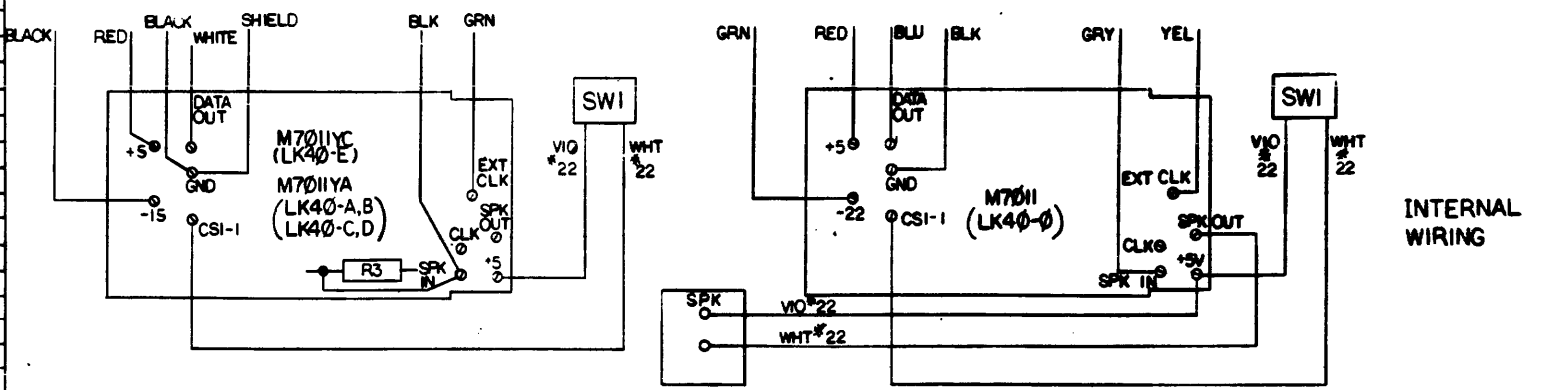 BLACK
RED
BLACK
WHITE
SHIELD
BLK
GRN
DATA
OUT
+5
GND
-15
CS1-1
M7011YC
(LK40-E)
M7011YA
(LK40-A,B
LK40-C,D)
EXT
CLK
SPK
OUT
CLK
+5
R3
SPK
IN
SW1
VIO
#22
WHT
#22
GRN
RED
BLU
BLK
GRY
YEL
DATA
OUT
+5
GND
-22
CS1-1
M7011
(LK40-0)
EXT CLK
SPK OUT
CLK
+5V
SPK IN
SW1
VIO
#22
WHT
#22
SPK
VIO #22
WHT #22
INTERNAL
WIRING